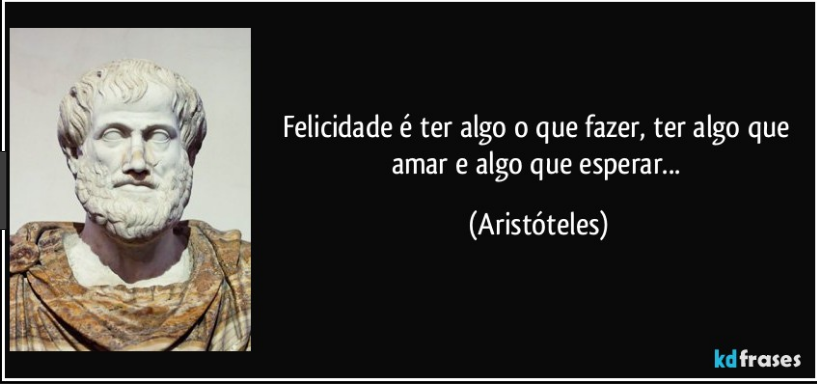 Felicidade é ter algo o que fazer, ter algo que
amar e algo que esperar...
(Aristóteles)
kdfrases